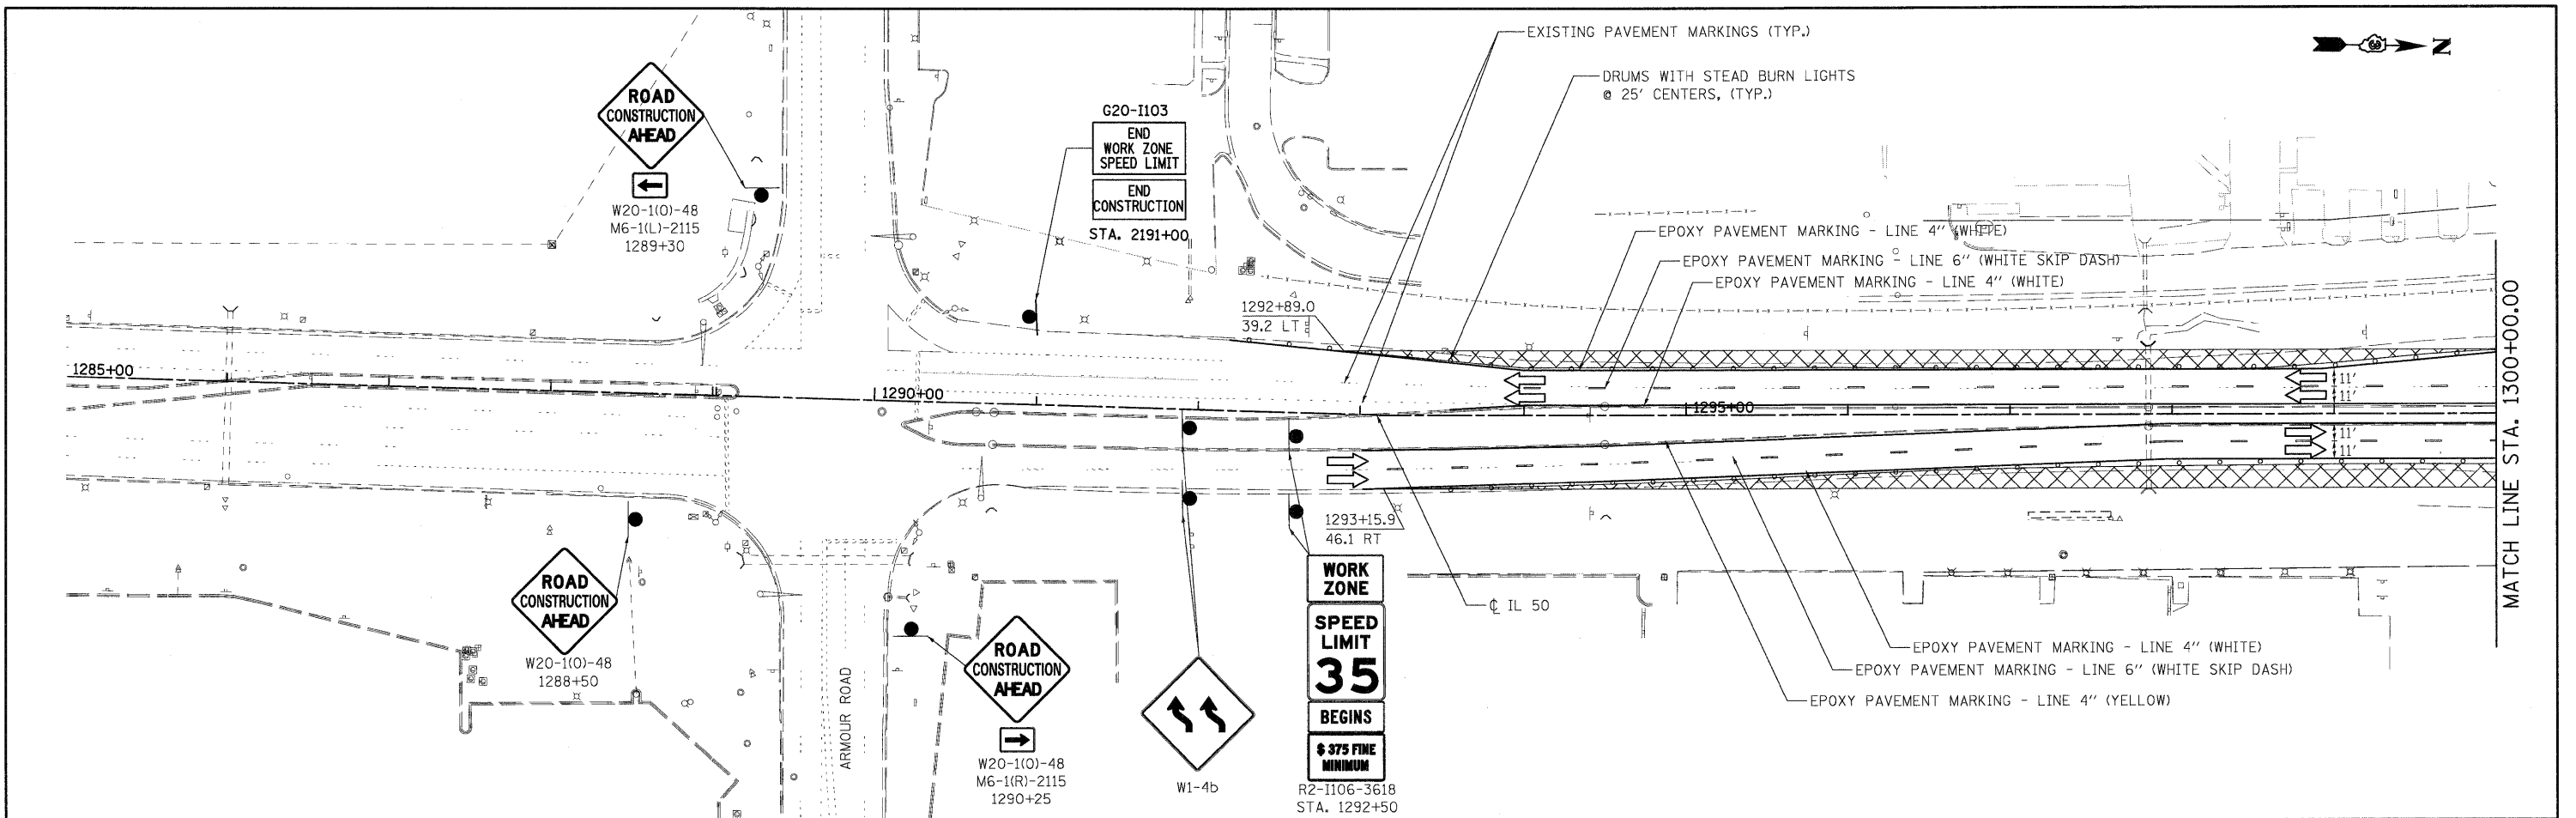 EXISTING PAVEMENT MARKINGS (TYP.)
DRUMS WITH STEAD BURN LIGHTS
@ 25' CENTERS, (TYP.)
N
ROAD
CONSTRUCTION
AHEAD
W20-1(O)-48
M6-1(L)-2115
1289+30
G20-I103
END
WORK ZONE
SPEED LIMIT
END
CONSTRUCTION
STA. 2191+00
EPOXY PAVEMENT MARKING - LINE 4" (WHITE)
EPOXY PAVEMENT MARKING - LINE 6" (WHITE SKIP DASH)
EPOXY PAVEMENT MARKING - LINE 4" (WHITE)
1292+89.0
39.2 LT
1285+00
1290+00
1295+00
11'
11'
11'
11'
MATCH LINE STA. 1300+00.00
1293+15.9
46.1 RT
ROAD
CONSTRUCTION
AHEAD
W20-1(O)-48
1288+50
ARMOUR ROAD
ROAD
CONSTRUCTION
AHEAD
W20-1(O)-48
M6-1(R)-2115
1290+25
W1-4b
WORK
ZONE
SPEED
LIMIT
35
BEGINS
$ 375 FINE
MINIMUM
R2-I106-3618
STA. 1292+50
℄ IL 50
EPOXY PAVEMENT MARKING - LINE 4" (WHITE)
EPOXY PAVEMENT MARKING - LINE 6" (WHITE SKIP DASH)
EPOXY PAVEMENT MARKING - LINE 4" (YELLOW)